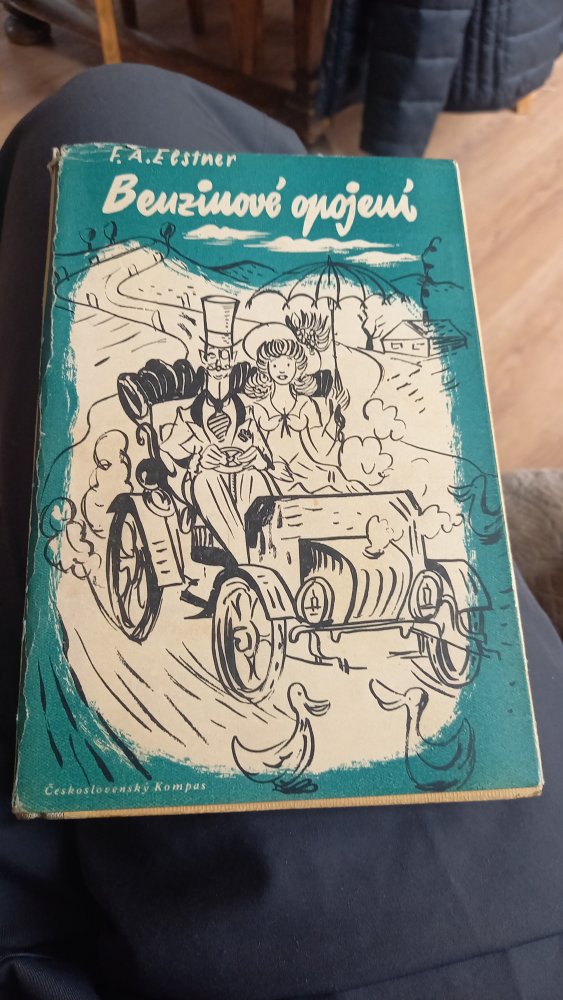 F. A. Elstner
Benzinové opojení
Československý Kompas